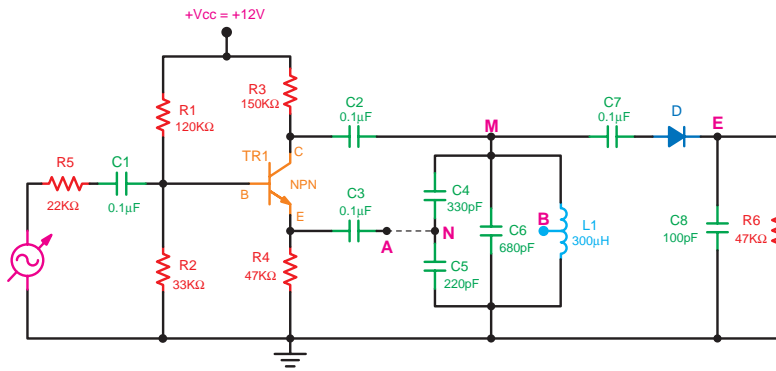 +Vcc = +12V
R1
120KΩ
R3
150KΩ
C2
0.1µF
M
C7
0.1µF
D
E
R5
22KΩ
C1
0.1µF
TR1
C
B
NPN
E
C3
0.1µF
A
N
C4
330pF
C5
220pF
C6
680pF
B
L1
300µH
C8
100pF
R6
47KΩ
R2
33KΩ
R4
47KΩ